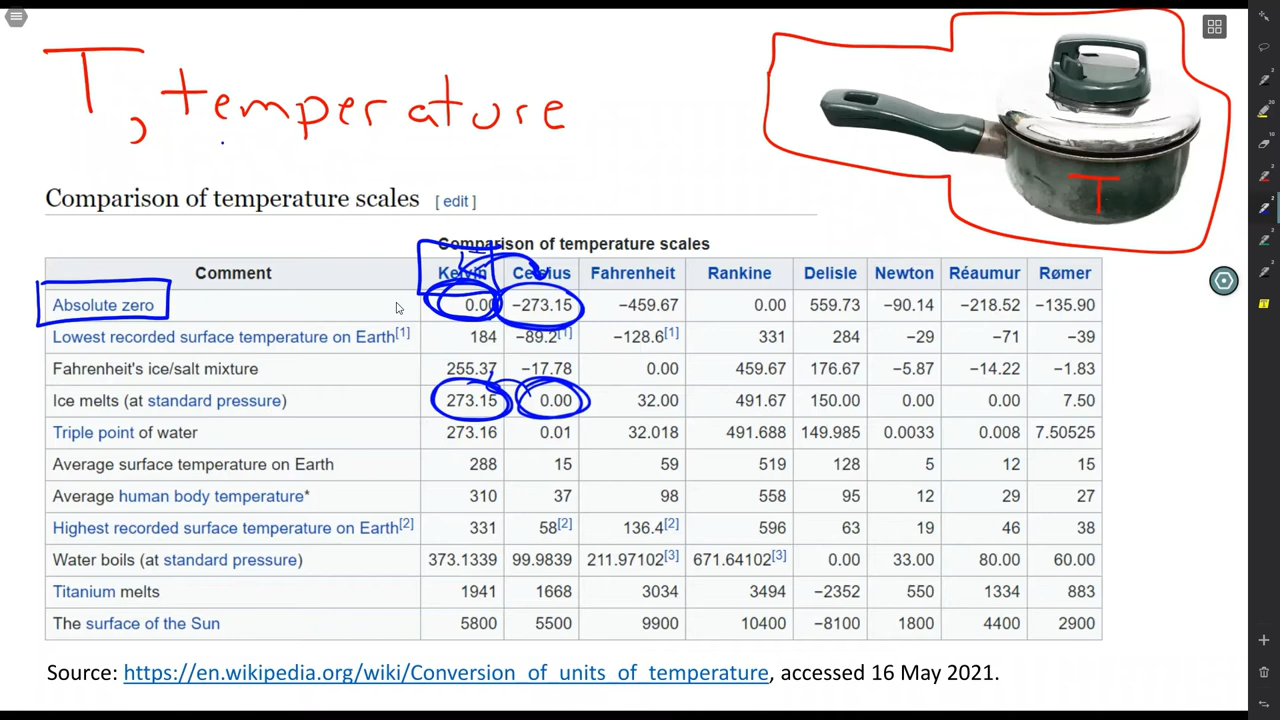 T, temperature
T
Comparison of temperature scales [ edit ]
Comparison of temperature scales
Comment Kelvin Celsius Fahrenheit Rankine Delisle Newton Réaumur Rømer
Absolute zero 0.00 −273.15 −459.67 0.00 559.73 −90.14 −218.52 −135.90
Lowest recorded surface temperature on Earth[1] 184 −89.2[1] −128.6[1] 331 284 −29 −71 −39
Fahrenheit's ice/salt mixture 255.37 −17.78 0.00 459.67 176.67 −5.87 −14.22 −1.83
Ice melts (at standard pressure) 273.15 0.00 32.00 491.67 150.00 0.00 0.00 7.50
Triple point of water 273.16 0.01 32.018 491.688 149.985 0.0033 0.008 7.50525
Average surface temperature on Earth 288 15 59 519 128 5 12 15
Average human body temperature* 310 37 98 558 95 12 29 27
Highest recorded surface temperature on Earth[2] 331 58[2] 136.4[2] 596 63 19 46 38
Water boils (at standard pressure) 373.1339 99.9839 211.97102[3] 671.64102[3] 0.00 33.00 80.00 60.00
Titanium melts 1941 1668 3034 3494 −2352 550 1334 883
The surface of the Sun 5800 5500 9900 10400 −8100 1800 4400 2900
Source: https://en.wikipedia.org/wiki/Conversion_of_units_of_temperature, accessed 16 May 2021.